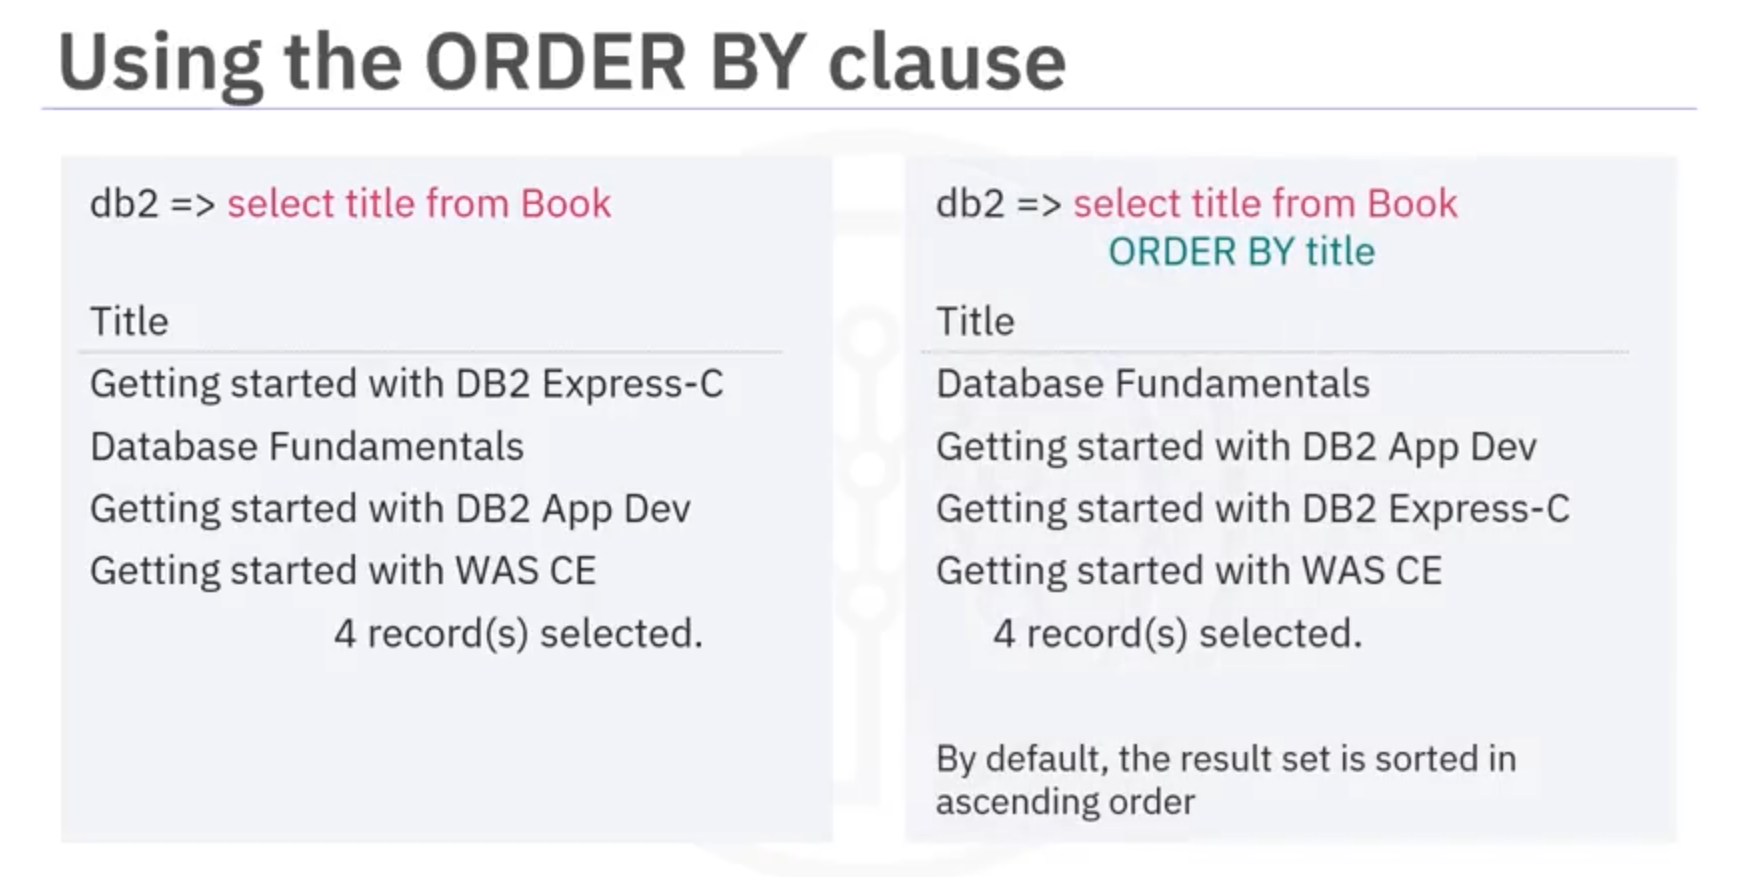 Using the ORDER BY clause
db2 => select title from Book
Title
Getting started with DB2 Express-C
Database Fundamentals
Getting started with DB2 App Dev
Getting started with WAS CE
4 record(s) selected.
db2 => select title from Book
ORDER BY title
Title
Database Fundamentals
Getting started with DB2 App Dev
Getting started with DB2 Express-C
Getting started with WAS CE
4 record(s) selected.
By default, the result set is sorted in
ascending order